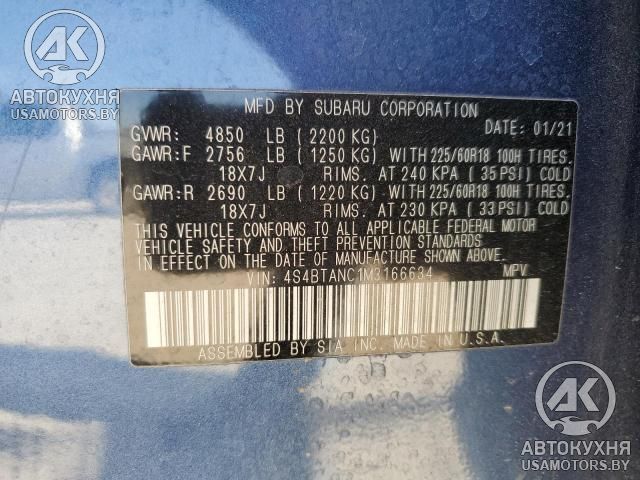 AK
АВТОКУХНЯ
USAMOTORS.BY
MFD BY SUBARU CORPORATION
GVWR: 4850 LB (2200 KG) DATE: 01/21
GAWR:F 2756 LB (1250 KG) WITH 225/60R18 100H TIRES.
18X7J RIMS. AT 240 KPA (35 PSI) COLD
GAWR:R 2690 LB (1220 KG) WITH 225/60R18 100H TIRES.
18X7J RIMS. AT 230 KPA (33 PSI) COLD
THIS VEHICLE CONFORMS TO ALL APPLICABLE FEDERAL MOTOR
VEHICLE SAFETY AND THEFT PREVENTION STANDARDS
IN EFFECT ON THE DATE OF MANUFACTURE SHOWN ABOVE.
VIN: 4S4BTANC1M3166634 MPV
ASSEMBLED BY SIA, INC. MADE IN U.S.A.
AK
АВТОКУХНЯ
USAMOTORS.BY